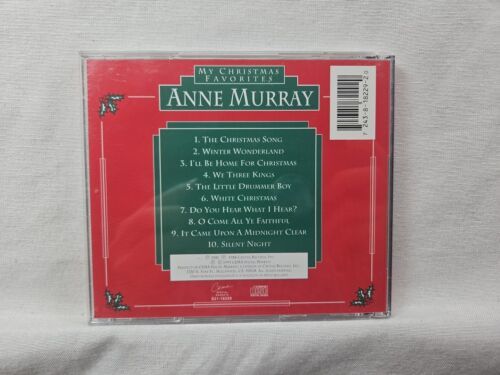 MY CHRISTMAS
FAVORITES
ANNE MURRAY
7 243-8-18229-2 0
1. THE CHRISTMAS SONG
2. WINTER WONDERLAND
3. I'LL BE HOME FOR CHRISTMAS
4. WE THREE KINGS
5. THE LITTLE DRUMMER BOY
6. WHITE CHRISTMAS
7. DO YOU HEAR WHAT I HEAR?
8. O COME ALL YE FAITHFUL
9. IT CAME UPON A MIDNIGHT CLEAR
10. SILENT NIGHT